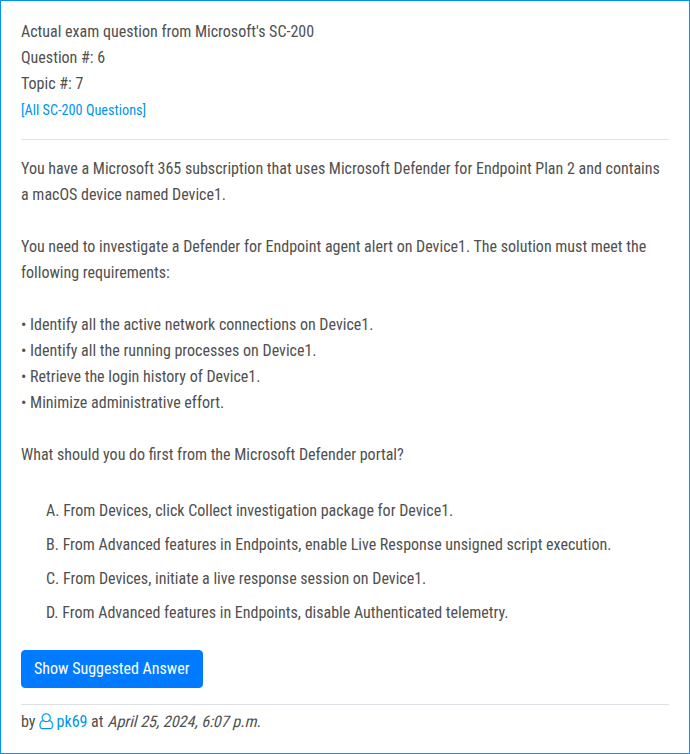 Actual exam question from Microsoft's SC-200
Question #: 6
Topic #: 7
[All SC-200 Questions]
You have a Microsoft 365 subscription that uses Microsoft Defender for Endpoint Plan 2 and contains
a macOS device named Device1.
You need to investigate a Defender for Endpoint agent alert on Device1. The solution must meet the
following requirements:
• Identify all the active network connections on Device1.
• Identify all the running processes on Device1.
• Retrieve the login history of Device1.
• Minimize administrative effort.
What should you do first from the Microsoft Defender portal?
A. From Devices, click Collect investigation package for Device1.
B. From Advanced features in Endpoints, enable Live Response unsigned script execution.
C. From Devices, initiate a live response session on Device1.
D. From Advanced features in Endpoints, disable Authenticated telemetry.
Show Suggested Answer
by pk69 at April 25, 2024, 6:07 p.m.